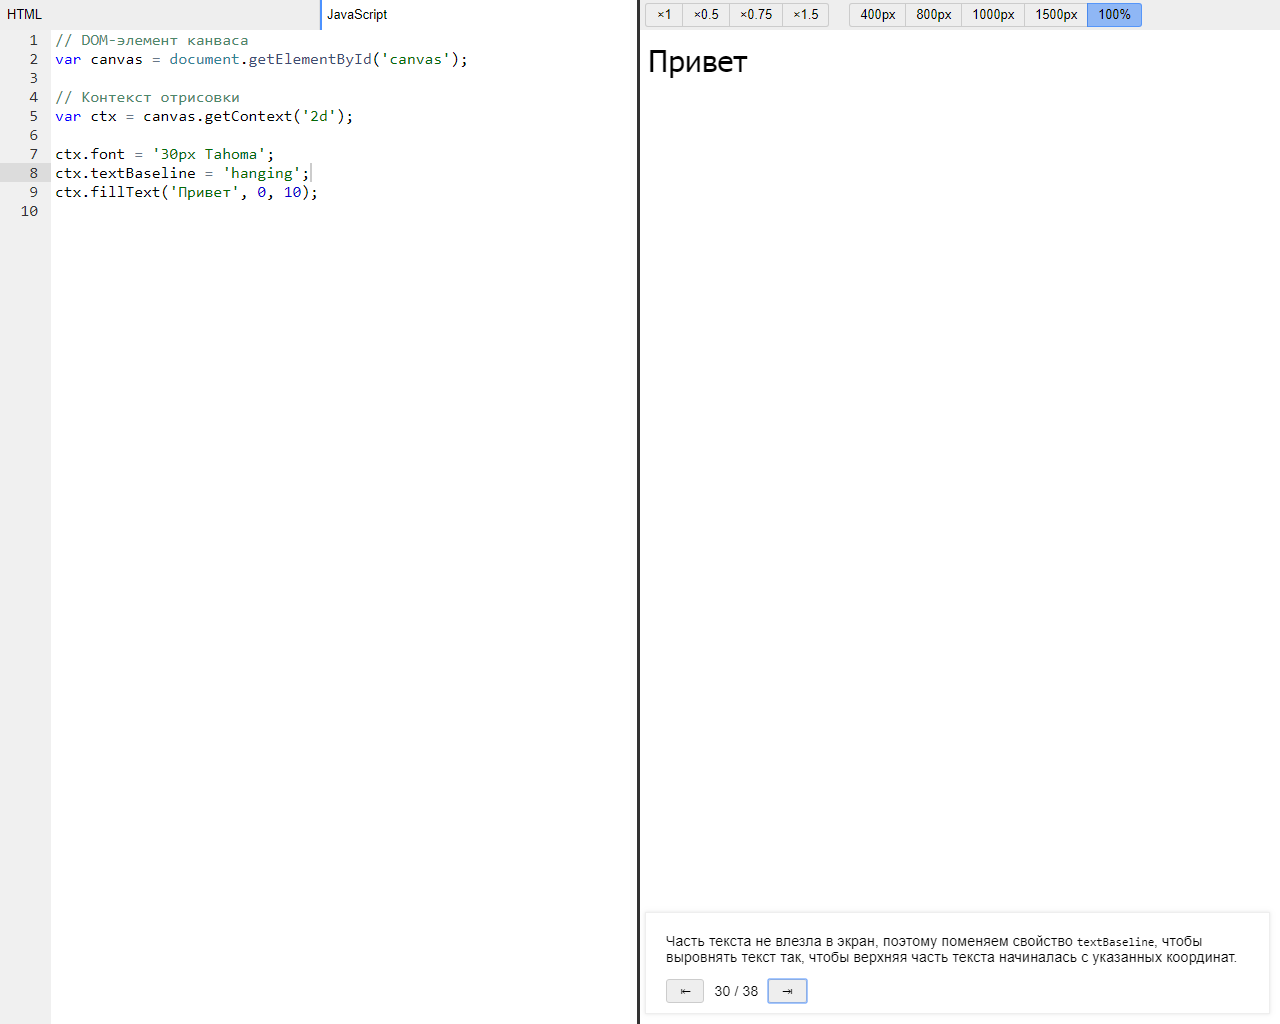 HTML
JavaScript
×1 ×0.5 ×0.75 ×1.5 400px 800px 1000px 1500px 100%
1 // DOM-элемент канваса
2 var canvas = document.getElementById('canvas');
3
4 // Контекст отрисовки
5 var ctx = canvas.getContext('2d');
6
7 ctx.font = '30px Tahoma';
8 ctx.textBaseline = 'hanging';
9 ctx.fillText('Привет', 0, 10);
10
Привет
Часть текста не влезла в экран, поэтому поменяем свойство textBaseline, чтобы
выровнять текст так, чтобы верхняя часть текста начиналась с указанных координат.
⇤ 30 / 38 ⇥